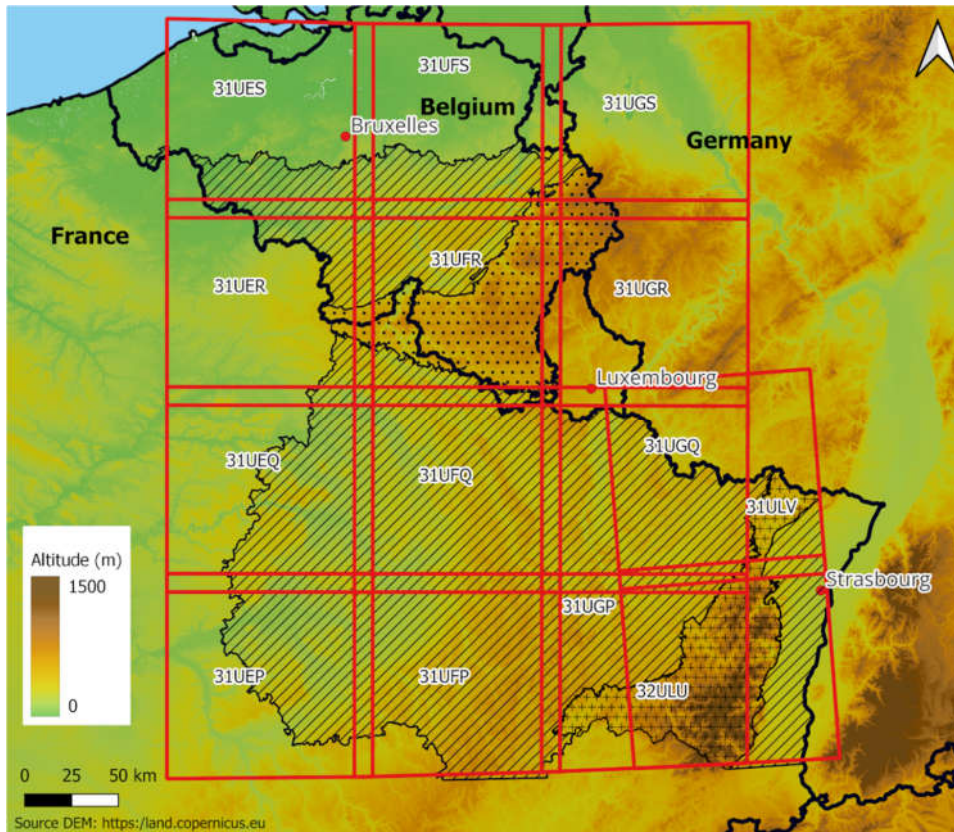 31UES
31UFS
31UGS
Belgium
Bruxelles
Germany
France
31UER
31UFR
31UGR
Luxembourg
31UEQ
31UFQ
31UGQ
31ULV
Altitude (m)
1500
0
Strasbourg
31UGP
31UEP
31UFP
32ULU
0 25 50 km
Source DEM: https:/land.copernicus.eu